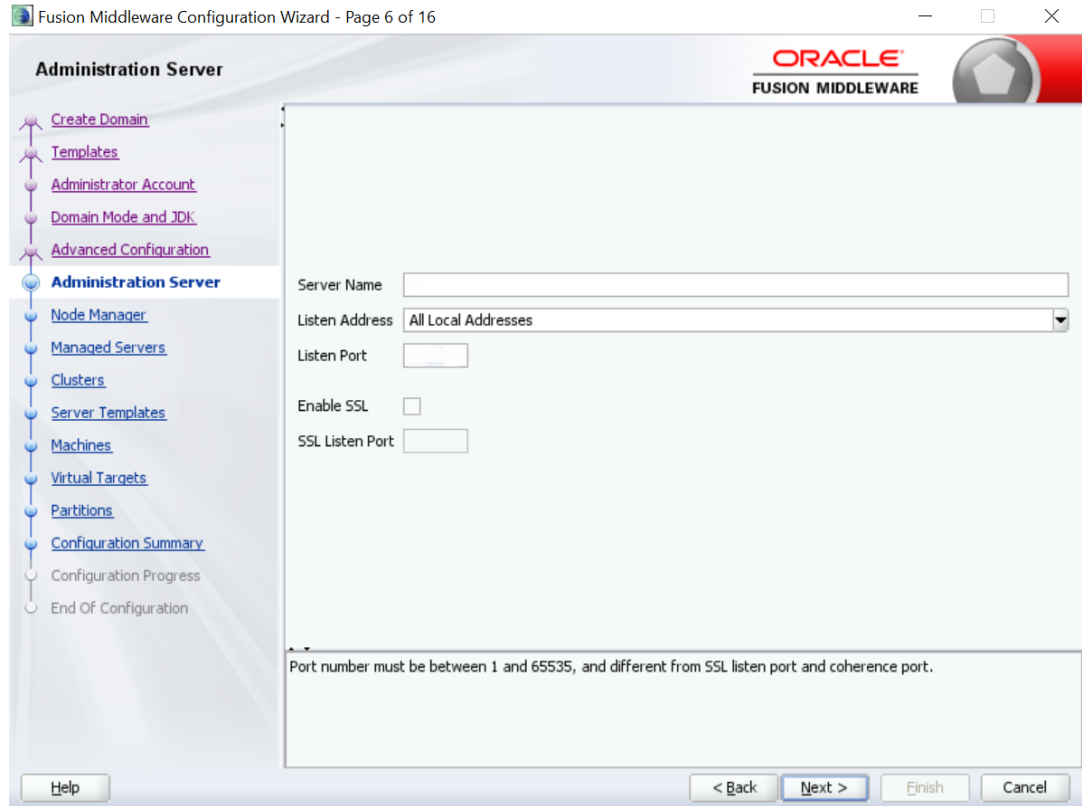 Fusion Middleware Configuration Wizard - Page 6 of 16
Administration Server
ORACLE
FUSION MIDDLEWARE
Create Domain
Templates
Administrator Account
Domain Mode and JDK
Advanced Configuration
Administration Server
Node Manager
Managed Servers
Clusters
Server Templates
Machines
Virtual Targets
Partitions
Configuration Summary
Configuration Progress
End Of Configuration
Server Name
Listen Address All Local Addresses
Listen Port
Enable SSL
SSL Listen Port
Port number must be between 1 and 65535, and different from SSL listen port and coherence port.
Help < Back Next > Finish Cancel